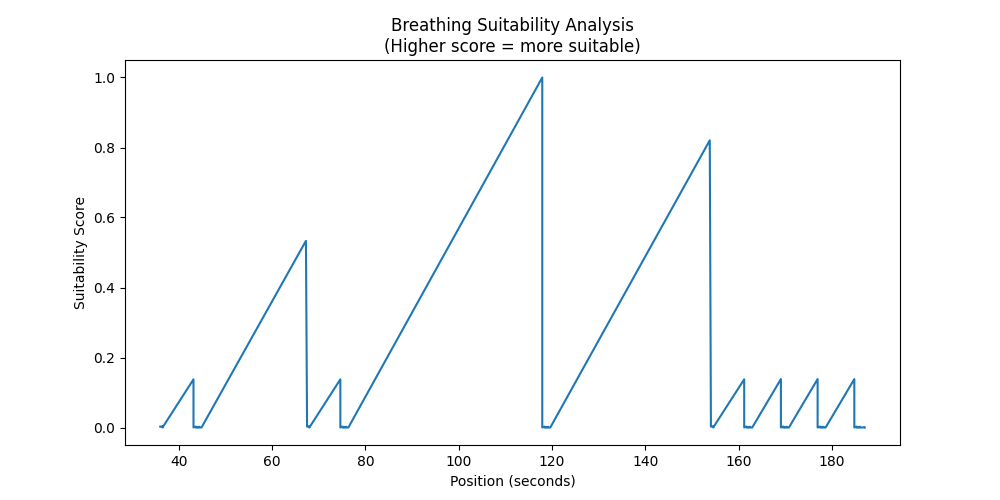 Breathing Suitability Analysis
(Higher score = more suitable)
Suitability Score
1.0
0.8
0.6
0.4
0.2
0.0
40 60 80 100 120 140 160 180
Position (seconds)